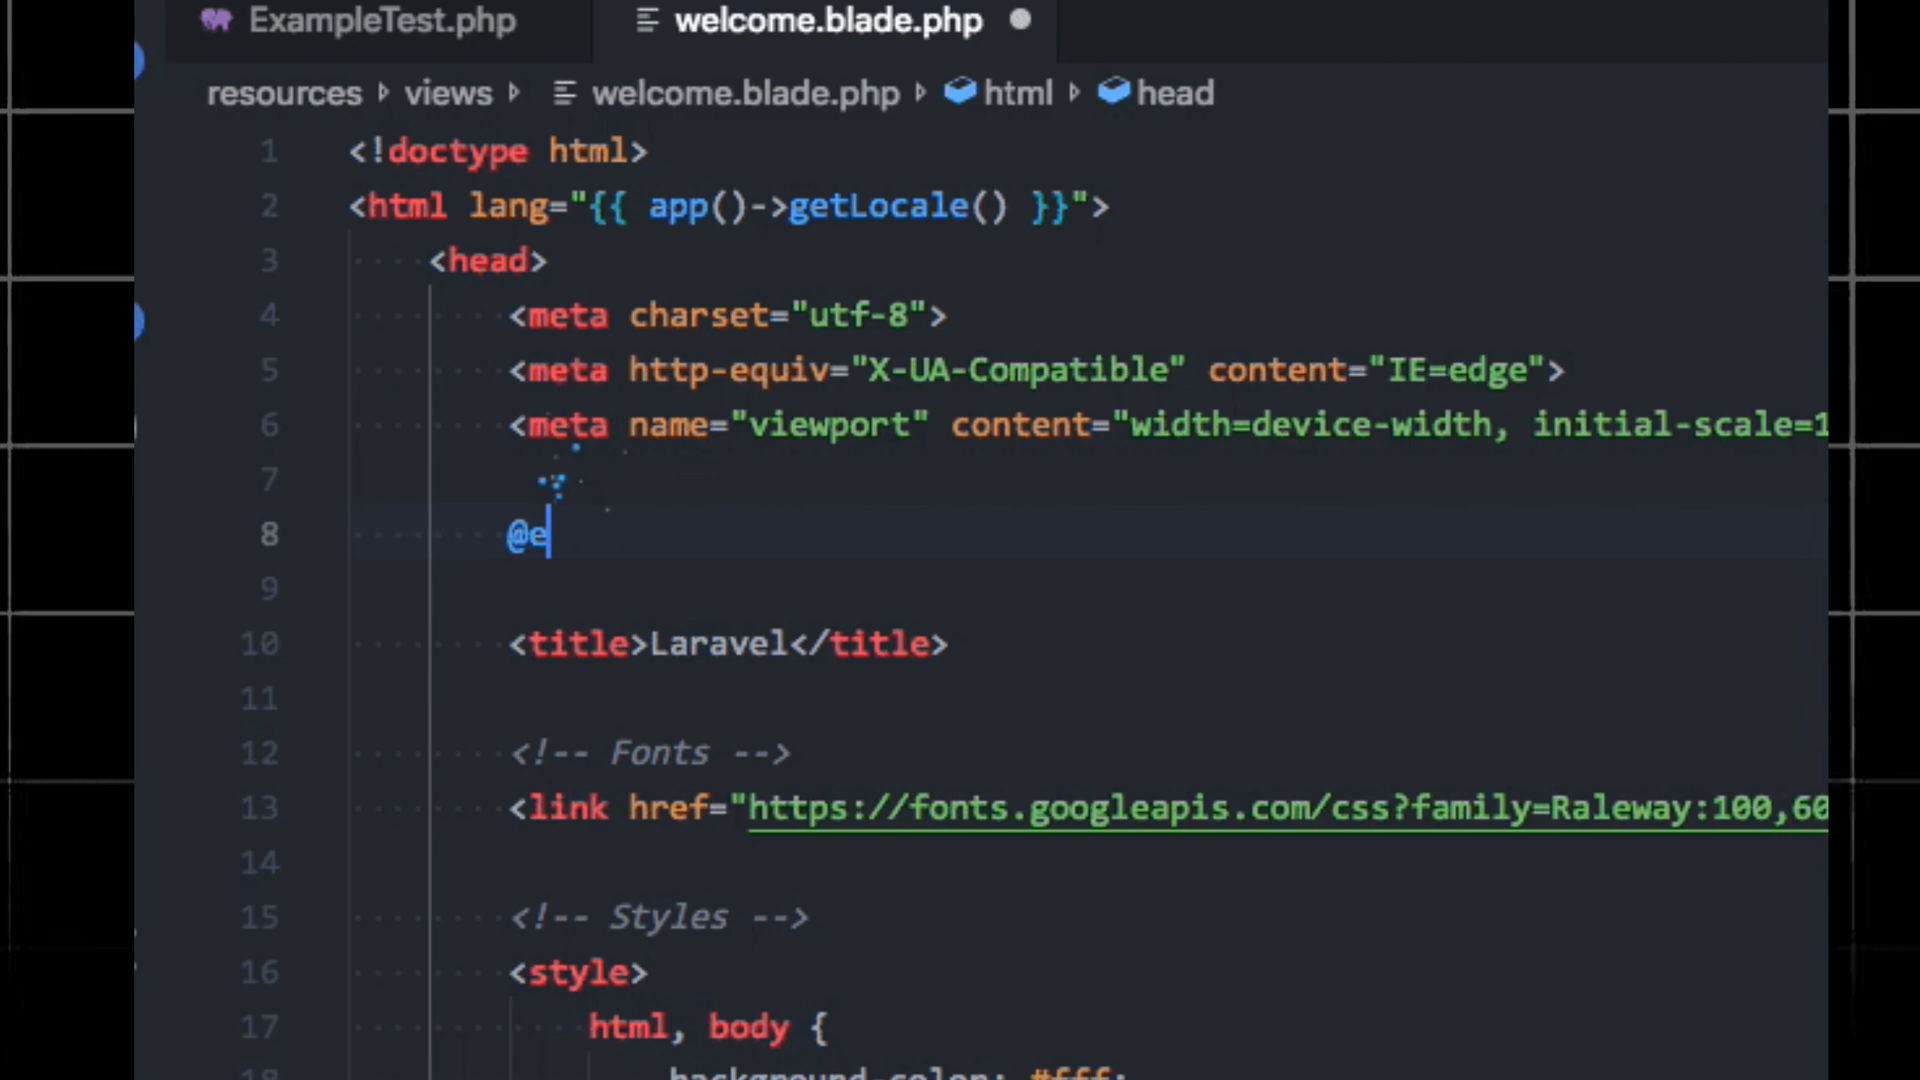 ExampleTest.php welcome.blade.php
resources views welcome.blade.php html head
1 <!doctype html>
2 <html lang="{{ app()->getLocale() }}">
3 <head>
4 <meta charset="utf-8">
5 <meta http-equiv="X-UA-Compatible" content="IE=edge">
6 <meta name="viewport" content="width=device-width, initial-scale=1
7
8 @e
9
10 <title>Laravel</title>
11
12 <!-- Fonts -->
13 <link href="https://fonts.googleapis.com/css?family=Raleway:100,60
14
15 <!-- Styles -->
16 <style>
17 html, body {
18 background-color: #fff;